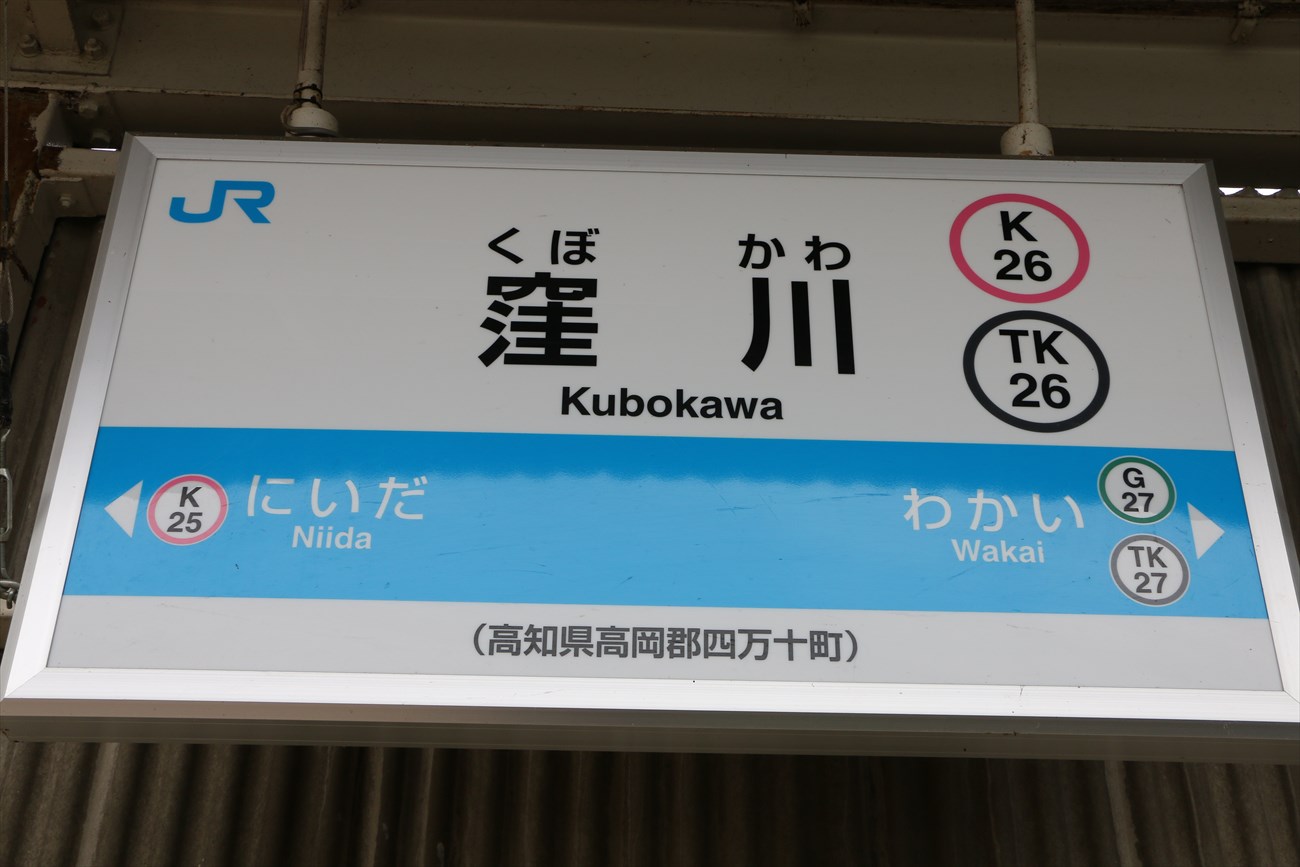 JR
くぼ かわ
窪 川
Kubokawa
K
26
TK
26
K
25
にいだ
Niida
わかい
Wakai
G
27
TK
27
(高知県高岡郡四万十町)